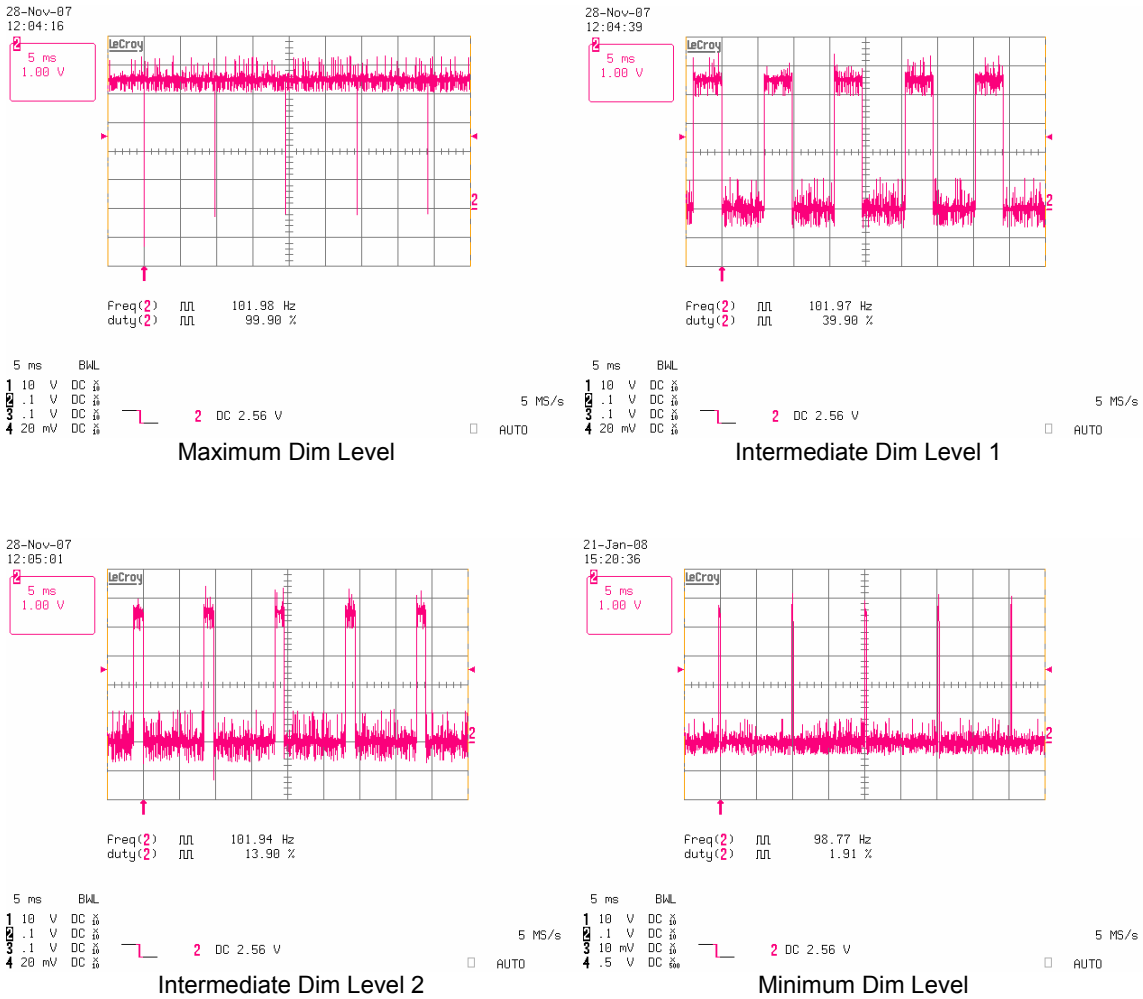 28-Nov-07
12:04:16
2
5 ms
1.00 V
LeCroy
2
freq(2) 101.98 Hz
duty(2) 99.90 %
5 ms BWL
1 10 V DC
2 .1 V DC
3 .1 V DC
4 20 mV DC
2 DC 2.56 V
5 MS/s
AUTO
Maximum Dim Level
28-Nov-07
12:04:39
2
5 ms
1.00 V
LeCroy
2
freq(2) 101.97 Hz
duty(2) 39.90 %
5 ms BWL
1 10 V DC
2 .1 V DC
3 .1 V DC
4 20 mV DC
2 DC 2.56 V
5 MS/s
AUTO
Intermediate Dim Level 1
28-Nov-07
12:05:01
2
5 ms
1.00 V
LeCroy
2
freq(2) 101.94 Hz
duty(2) 13.90 %
5 ms BWL
1 10 V DC
2 .1 V DC
3 .1 V DC
4 20 mV DC
2 DC 2.56 V
5 MS/s
AUTO
Intermediate Dim Level 2
21-Jan-08
15:20:36
2
5 ms
1.00 V
LeCroy
2
freq(2) 98.77 Hz
duty(2) 1.91 %
5 ms BWL
1 10 V DC
2 .1 V DC
3 10 mV DC
4 .5 V DC
2 DC 2.56 V
5 MS/s
AUTO
Minimum Dim Level